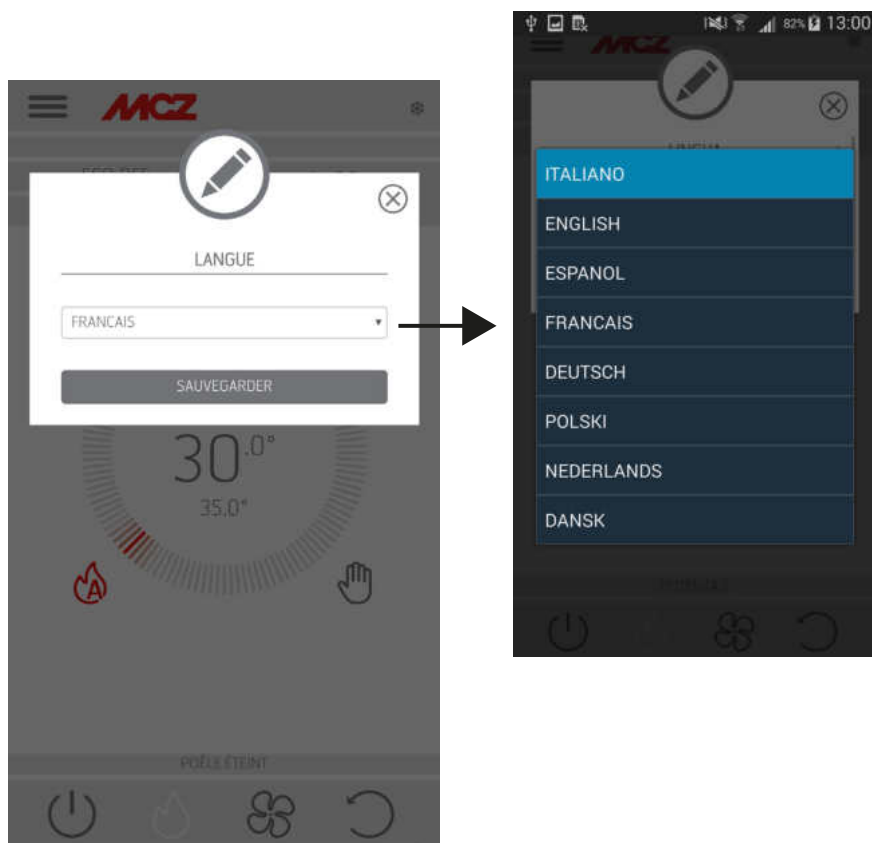 MCZ
LANGUE
FRANCAIS
SAUVEGARDER
30.0°
35.0°
POÊLE ÉTEINT
82% 13:00
MCZ
LINGUA
ITALIANO
ENGLISH
ESPANOL
FRANCAIS
DEUTSCH
POLSKI
NEDERLANDS
DANSK